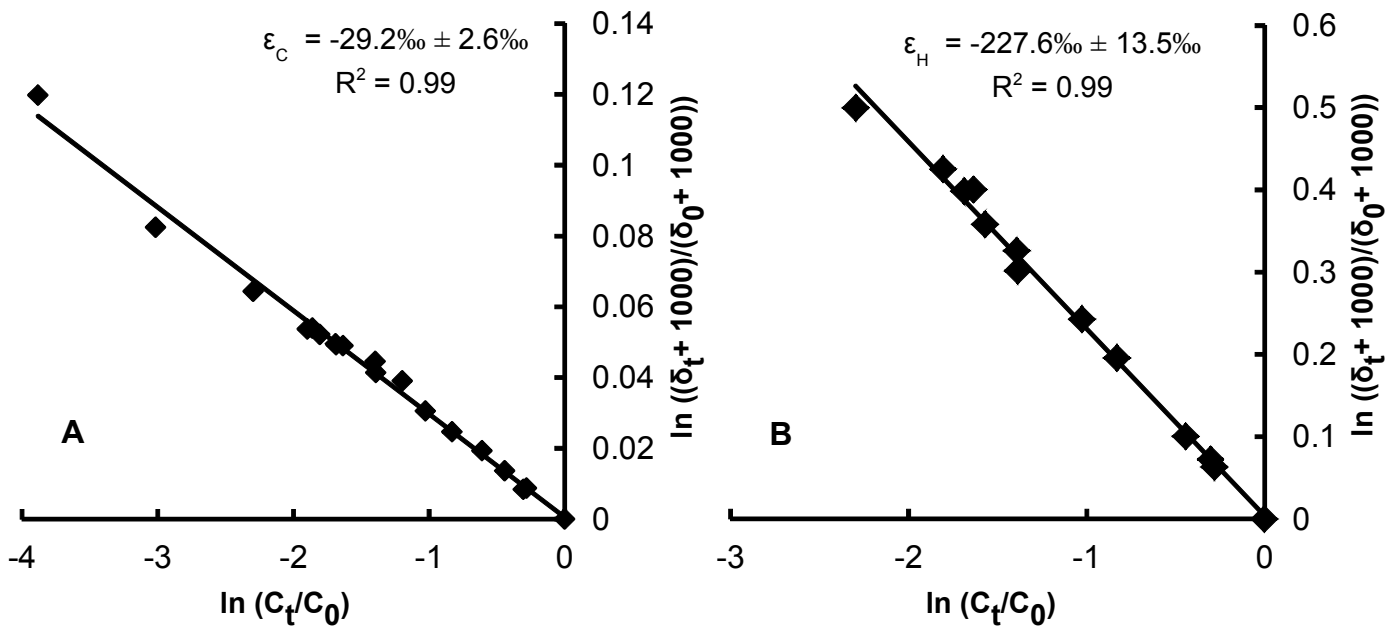 ε_C = -29.2‰ ± 2.6‰
R² = 0.99
0.14
0.12
0.1
0.08
0.06
0.04
0.02
0
ln ((δt+ 1000)/(δ0+ 1000))
A
-4
-3
-2
-1
0
ln (Ct/C0)
ε_H = -227.6‰ ± 13.5‰
R² = 0.99
0.6
0.5
0.4
0.3
0.2
0.1
0
ln ((δt+ 1000)/(δ0+ 1000))
B
-3
-2
-1
0
ln (Ct/C0)